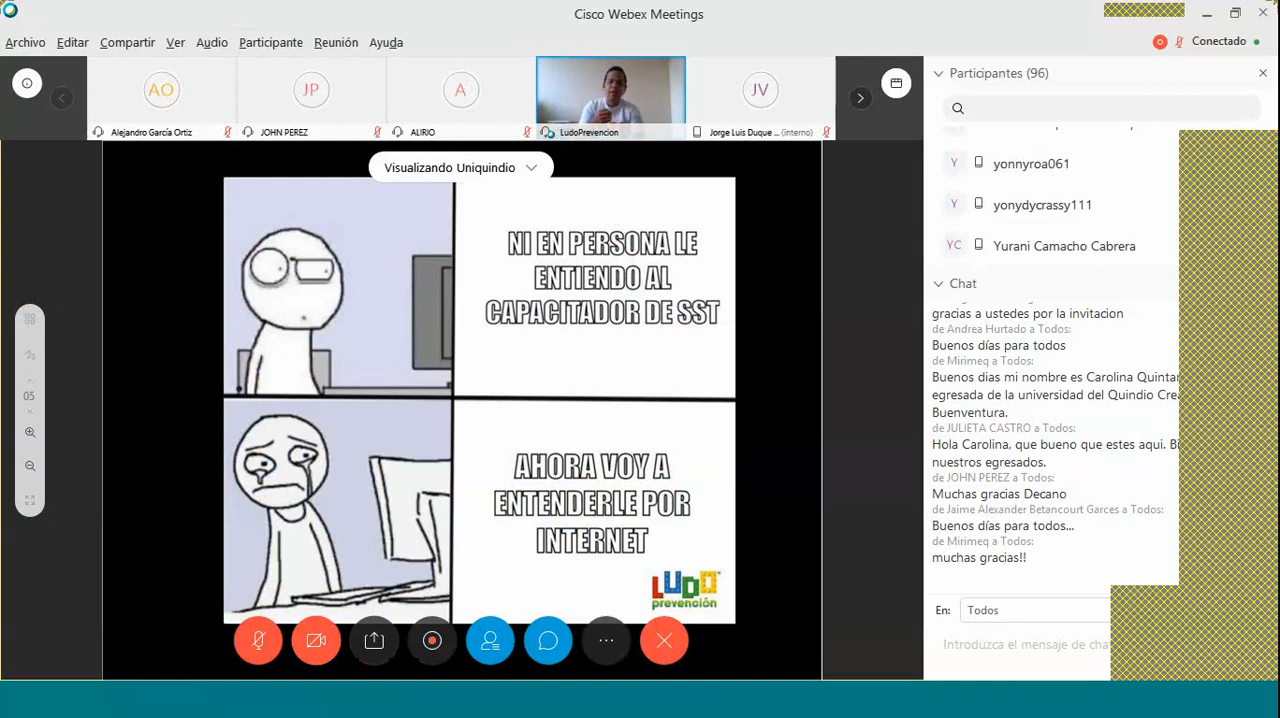 Cisco Webex Meetings
Archivo Editar Compartir Ver Audio Participante Reunión Ayuda
Conectado
AO
JP
A
JV
Alejandro García Ortiz
JOHN PEREZ
ALIRIO
LudoPrevencion
Jorge Luis Duque ... (interno)
Visualizando Uniquindio
NI EN PERSONA LE
ENTIENDO AL
CAPACITADOR DE SST
AHORA VOY A
ENTENDERLE POR
INTERNET
LUDO
prevención
05
Participantes (96)
Y yonnyroa061
Y yonydycrassy111
YC Yurani Camacho Cabrera
Chat
gracias a ustedes por la invitacion
de Andrea Hurtado a Todos:
Buenos días para todos
de Mirimeq a Todos:
Buenos dias mi nombre es Carolina
egresada de la universidad del Quindio
Buenventura.
de JULIETA CASTRO a Todos:
Hola Carolina, que bueno que estes aqui.
nuestros egresados.
de JOHN PEREZ a Todos:
Muchas gracias Decano
de Jaime Alexander Betancourt Garces a Todos:
Buenos días para todos...
de Mirimeq a Todos:
muchas gracias!!
En: Todos
Introduzca el mensaje de